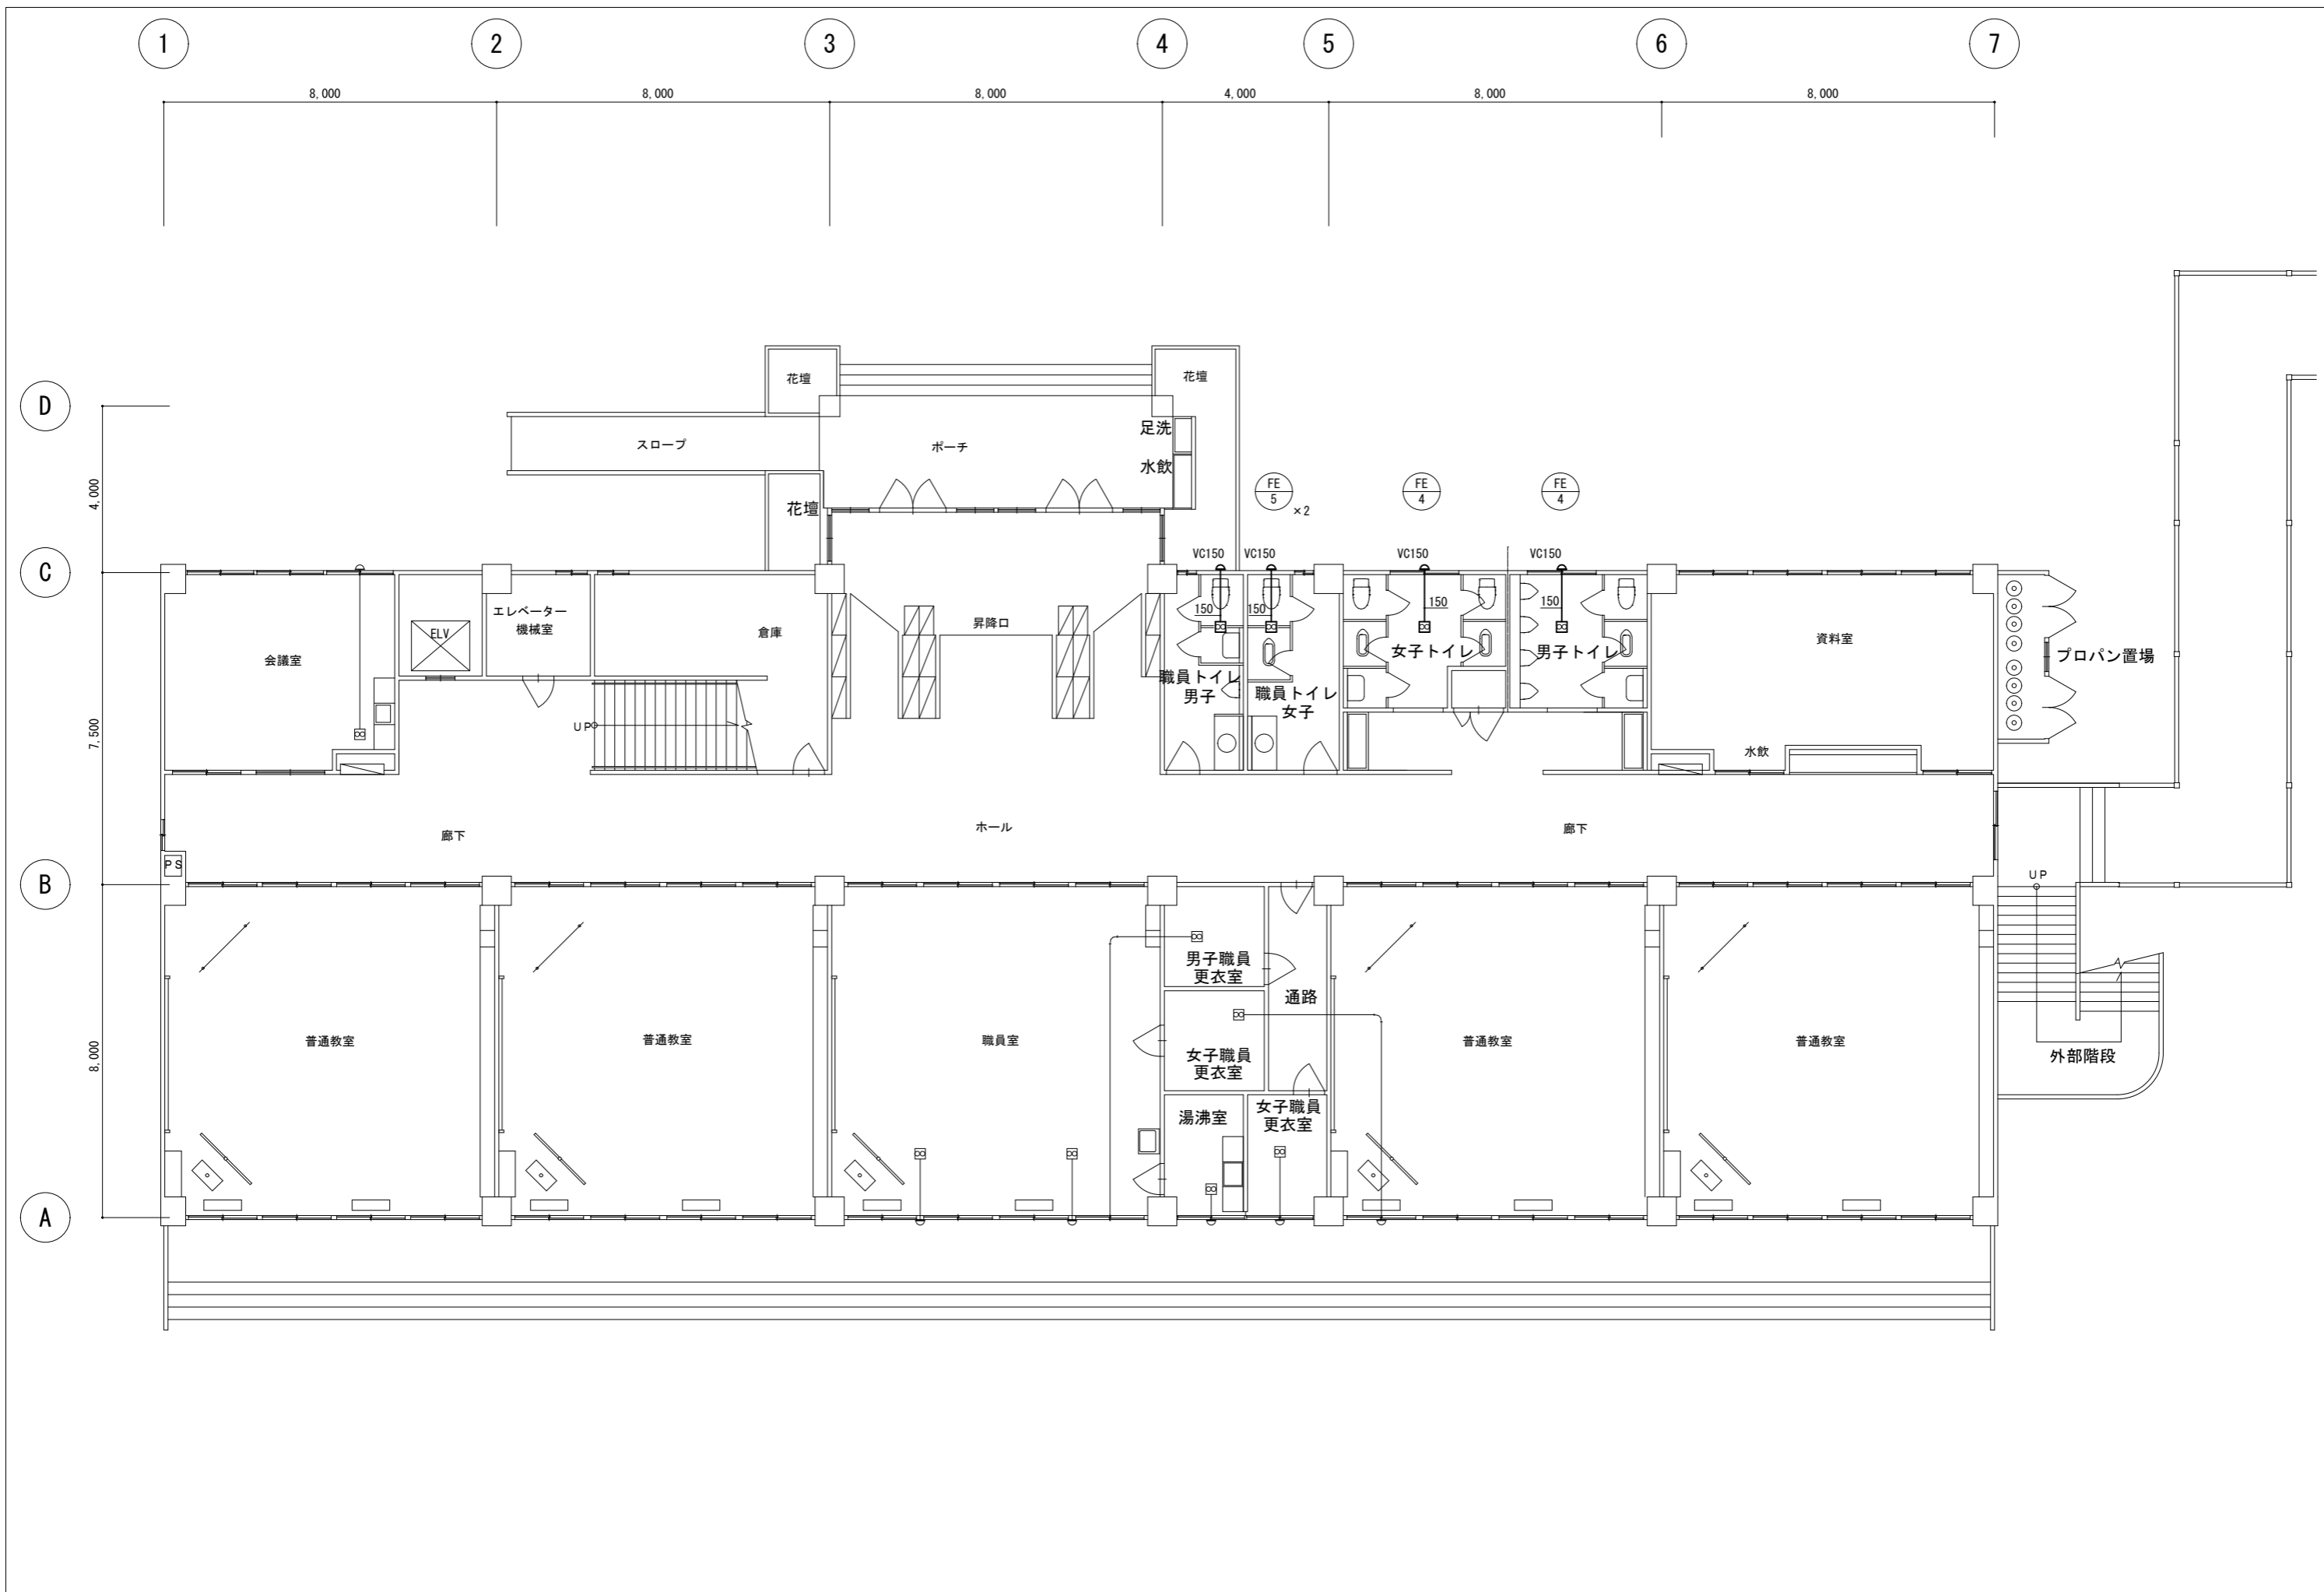 1 2 3 4 5 6 7
8,000 8,000 8,000 4,000 8,000 8,000
D
花壇
花壇
スロープ
ポーチ
足洗
水飲
4,000
花壇
FE
5
×2
FE
4
FE
4
C
VC150 VC150 VC150 VC150
エレベーター
機械室
ELV
会議室
倉庫
昇降口
150 150 150 150
女子トイレ
男子トイレ
資料室
プロパン置場
職員トイレ
男子
職員トイレ
女子
7,500
UP
水飲
廊下
ホール
廊下
PS
B
UP
男子職員
更衣室
通路
8,000
普通教室
普通教室
職員室
女子職員
更衣室
普通教室
普通教室
外部階段
湯沸室
女子職員
更衣室
A